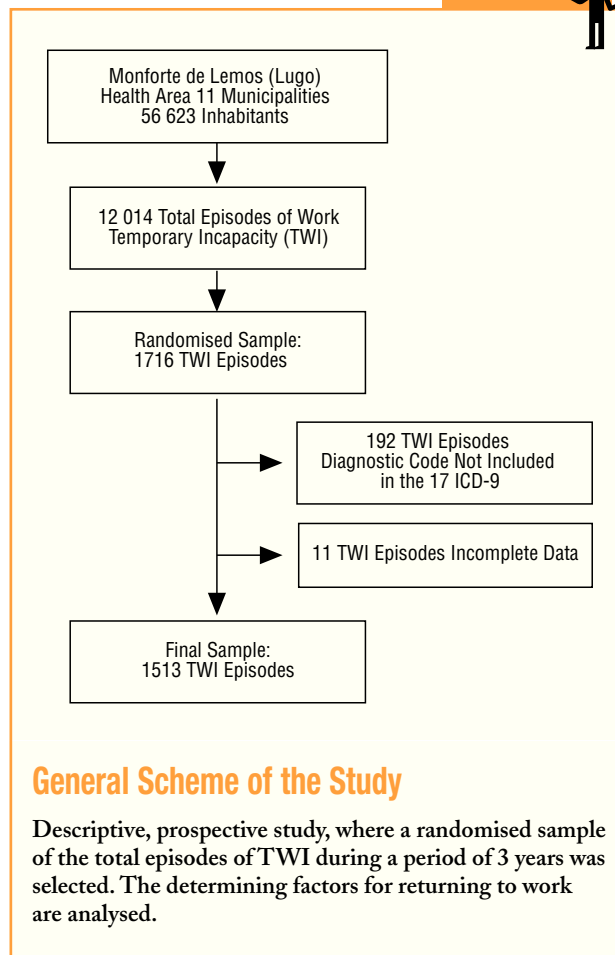 Monforte de Lemos (Lugo)
Health Area 11 Municipalities
56 623 Inhabitants
12 014 Total Episodes of Work
Temporary Incapacity (TWI)
Randomised Sample:
1716 TWI Episodes
192 TWI Episodes
Diagnostic Code Not Included
in the 17 ICD-9
11 TWI Episodes Incomplete Data
Final Sample:
1513 TWI Episodes
General Scheme of the Study
Descriptive, prospective study, where a randomised sample
of the total episodes of TWI during a period of 3 years was
selected. The determining factors for returning to work
are analysed.